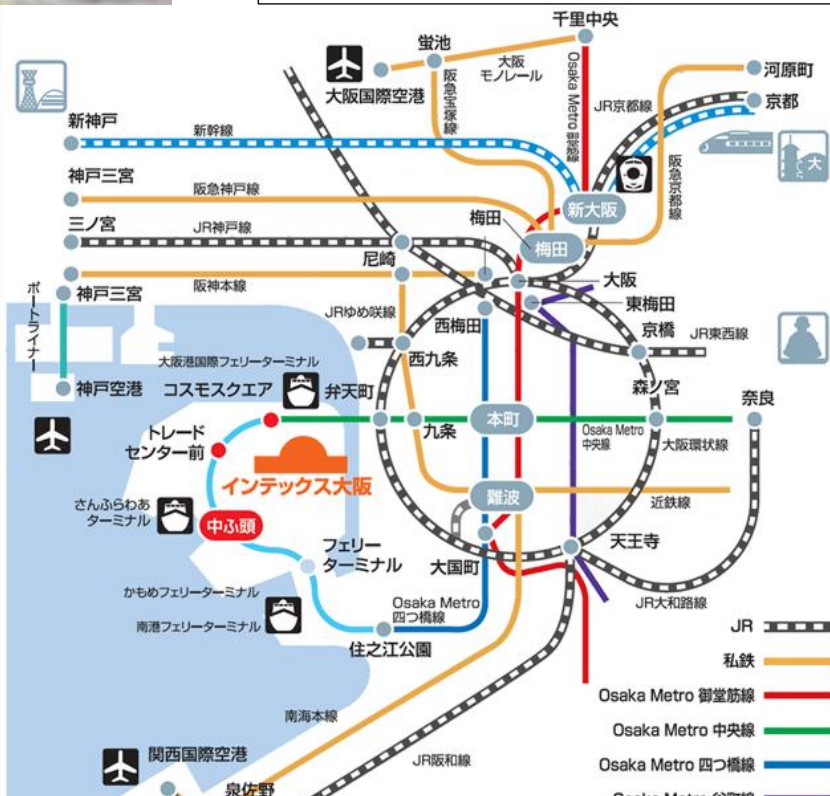 千里中央
蛍池
大阪
モノレール
大阪国際空港
阪急宝塚線
Osaka Metro 御堂筋線
JR京都線
河原町
京都
新神戸
新幹線
阪急京都線
大
神戸三宮
阪急神戸線
新大阪
三ノ宮
JR神戸線
梅田
梅田
尼崎
阪神本線
大阪
神戸三宮
ポートライナー
東梅田
JRゆめ咲線
西梅田
京橋
JR東西線
大阪港国際フェリーターミナル
西九条
神戸空港
コスモスクエア
弁天町
森ノ宮
奈良
トレード
センター前
九条
本町
Osaka Metro
中央線
大阪環状線
インテックス大阪
難波
近鉄線
さんふらわあ
ターミナル
中ふ頭
フェリー
ターミナル
大国町
天王寺
かもめフェリーターミナル
Osaka Metro
四つ橋線
JR大和路線
南港フェリーターミナル
住之江公園
JR
私鉄
Osaka Metro 御堂筋線
南海本線
Osaka Metro 中央線
関西国際空港
JR阪和線
Osaka Metro 四つ橋線
泉佐野
Osaka Metro 谷町線